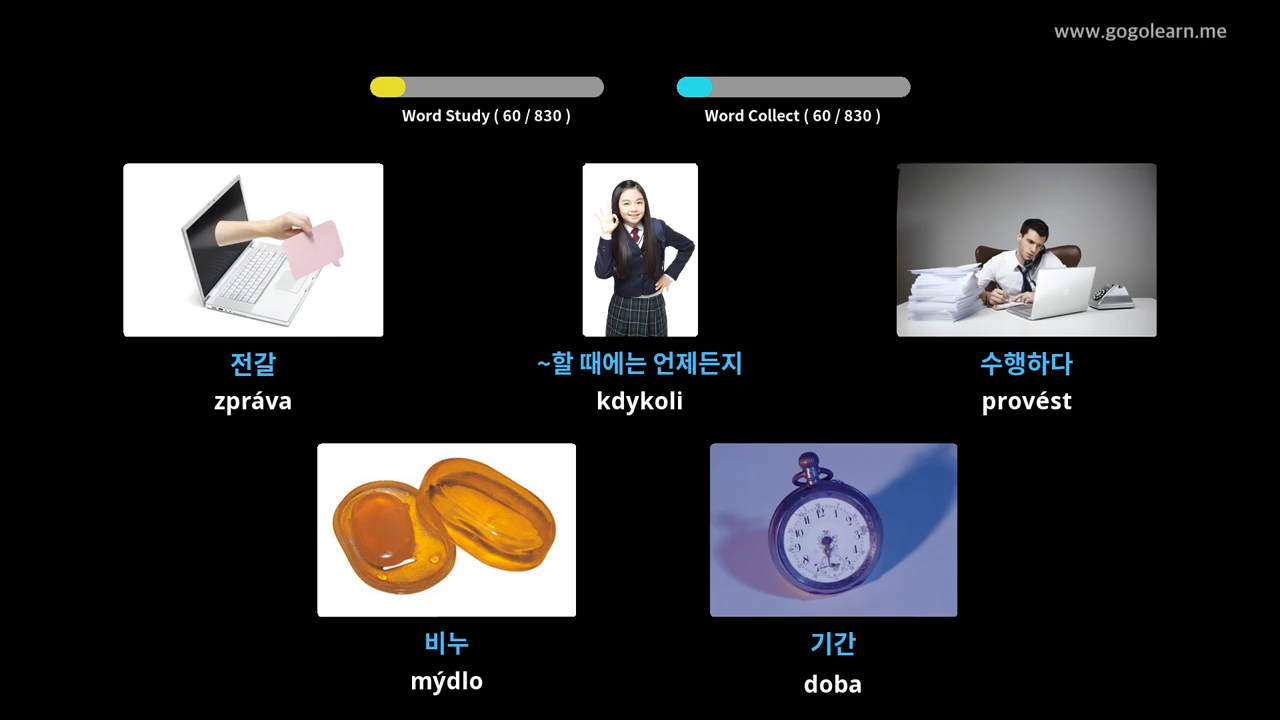 www.gogolearn.me
Word Study ( 60 / 830 )
Word Collect ( 60 / 830 )
전갈
zpráva
~할 때에는 언제든지
kdykoli
수행하다
provést
비누
mýdlo
기간
doba